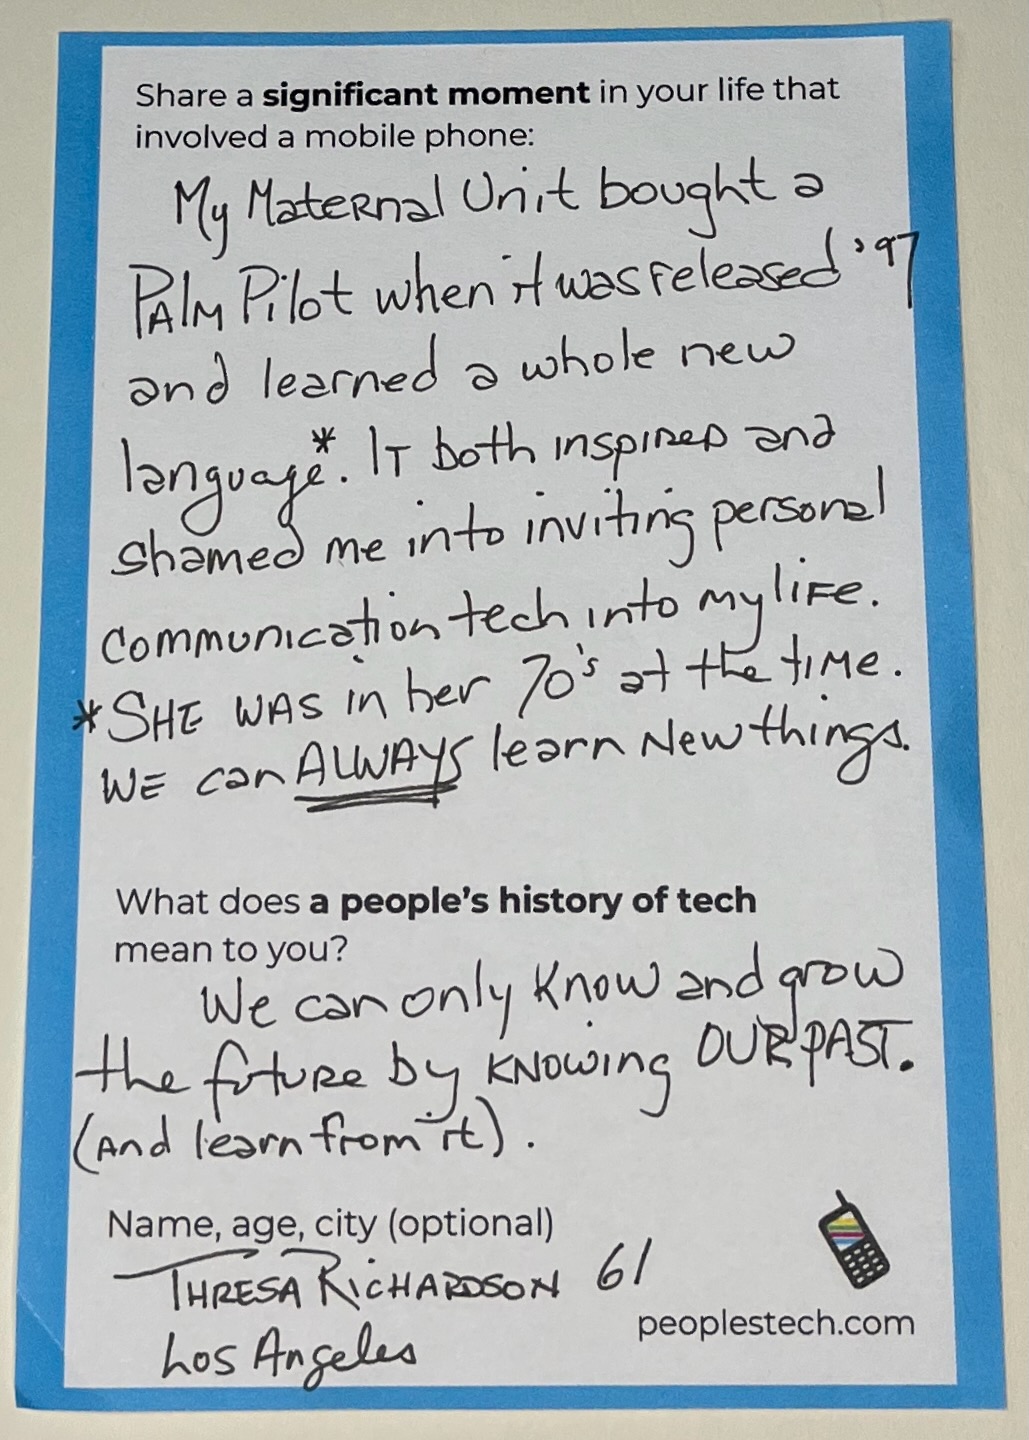 Share a significant moment in your life that
involved a mobile phone:
My Maternal Unit bought a
PAlM Pilot when it was released '97
and learned a whole new
language*. IT both inspired and
shamed me into inviting personal
communication tech into my life.
*SHE WAS in her 70's at the time.
WE can ALWAYS learn New things.
What does a people's history of tech
mean to you?
We can only know and grow
the future by KNOWING OUR PAST.
(And learn from it).
Name, age, city (optional)
THRESA RICHARDSON 61
Los Angeles
peoplestech.com